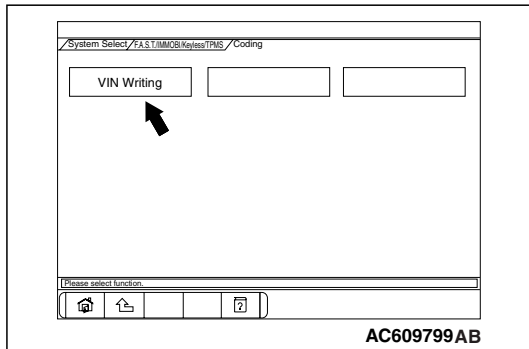 System Select/F.A.S.T./IMMOBI/Keyless/TPMS/Coding
VIN Writing
Please select function.
?
AC609799AB